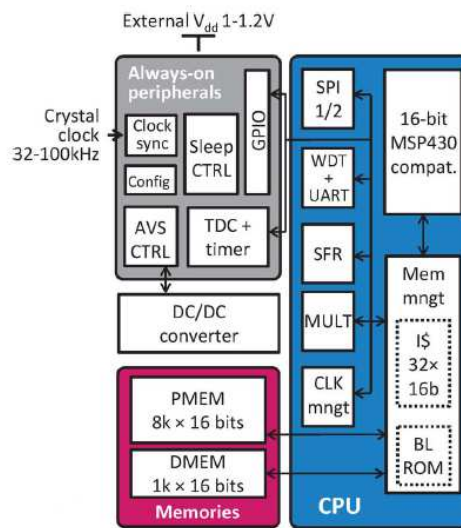 External Vdd 1-1.2V
Always-on
peripherals
Crystal
clock
32-100kHz
Clock
sync
Config
Sleep
CTRL
GPIO
AVS
CTRL
TDC +
timer
DC/DC
converter
PMEM
8k × 16 bits
DMEM
1k × 16 bits
Memories
SPI
1/2
WDT
+
UART
SFR
MULT
CLK
mngt
16-bit
MSP430
compat.
Mem
mngt
I$
32×
16b
BL
ROM
CPU